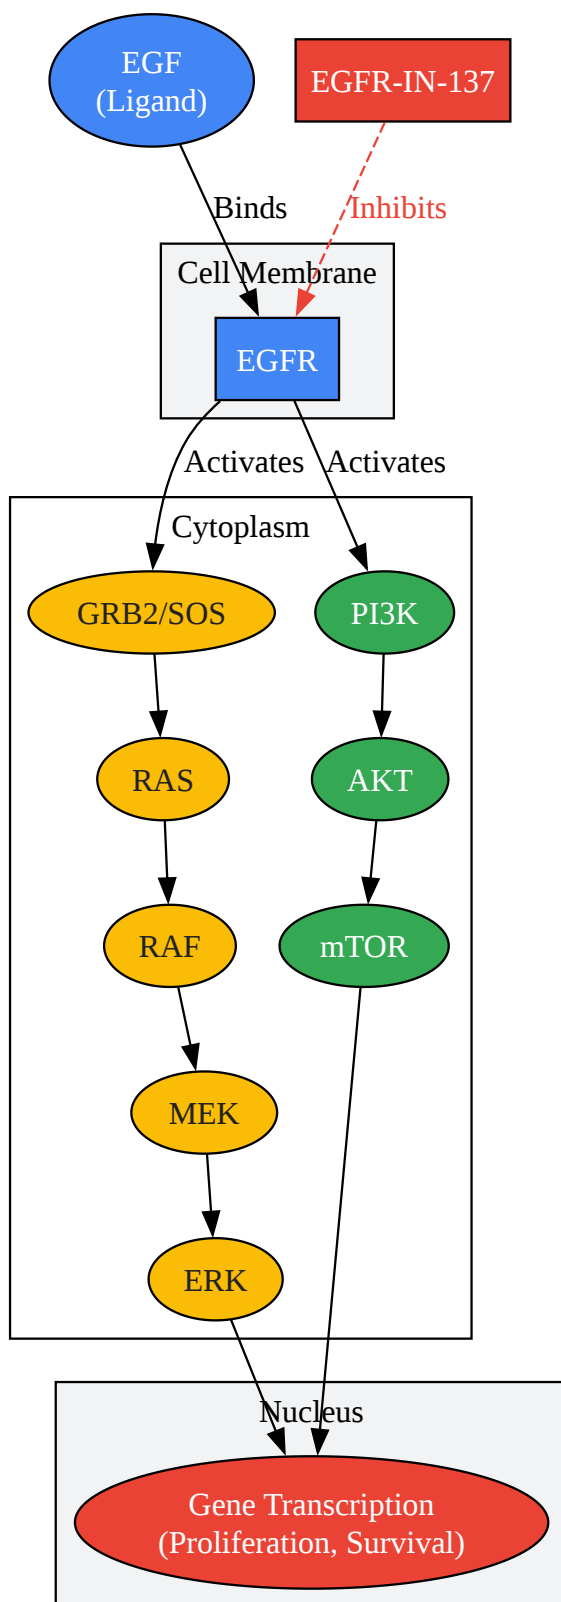 EGF
(Ligand)
EGFR-IN-137
Binds
Inhibits
Cell Membrane
EGFR
Activates
Activates
Cytoplasm
GRB2/SOS
PI3K
RAS
AKT
RAF
mTOR
MEK
ERK
Nucleus
Gene Transcription
(Proliferation, Survival)